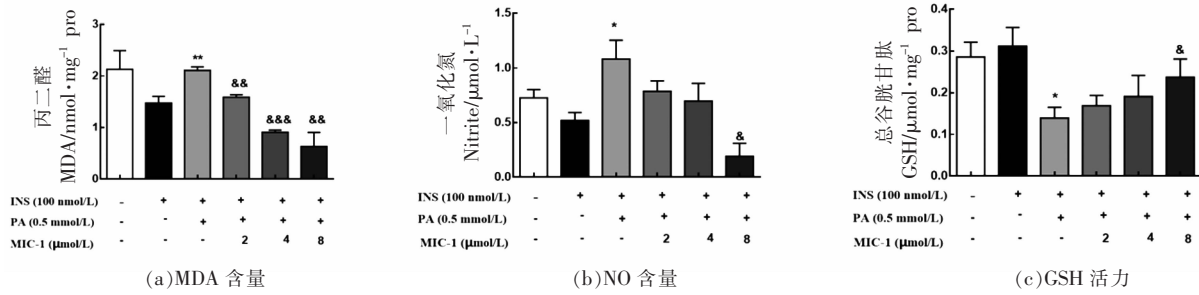 丙二醛
MDA/nmol·mg⁻¹ pro
3
2
1
0
**
&&
&&&
&&
INS (100 nmol/L) - + + + + +
PA (0.5 mmol/L) - - + + + +
MIC-1 (μmol/L) - - - 2 4 8
(a)MDA 含量
一氧化氮
Nitrite/μmol·L⁻¹
1.5
1.0
0.5
0.0
*
&
INS (100 nmol/L) - + + + + +
PA (0.5 mmol/L) - - + + + +
MIC-1 (μmol/L) - - - 2 4 8
(b)NO 含量
总谷胱甘肽
GSH/μmol·mg⁻¹ pro
0.4
0.3
0.2
0.1
0.0
*
&
INS (100 nmol/L) - + + + + +
PA (0.5 mmol/L) - - + + + +
MIC-1 (μmol/L) - - - 2 4 8
(c)GSH 活力